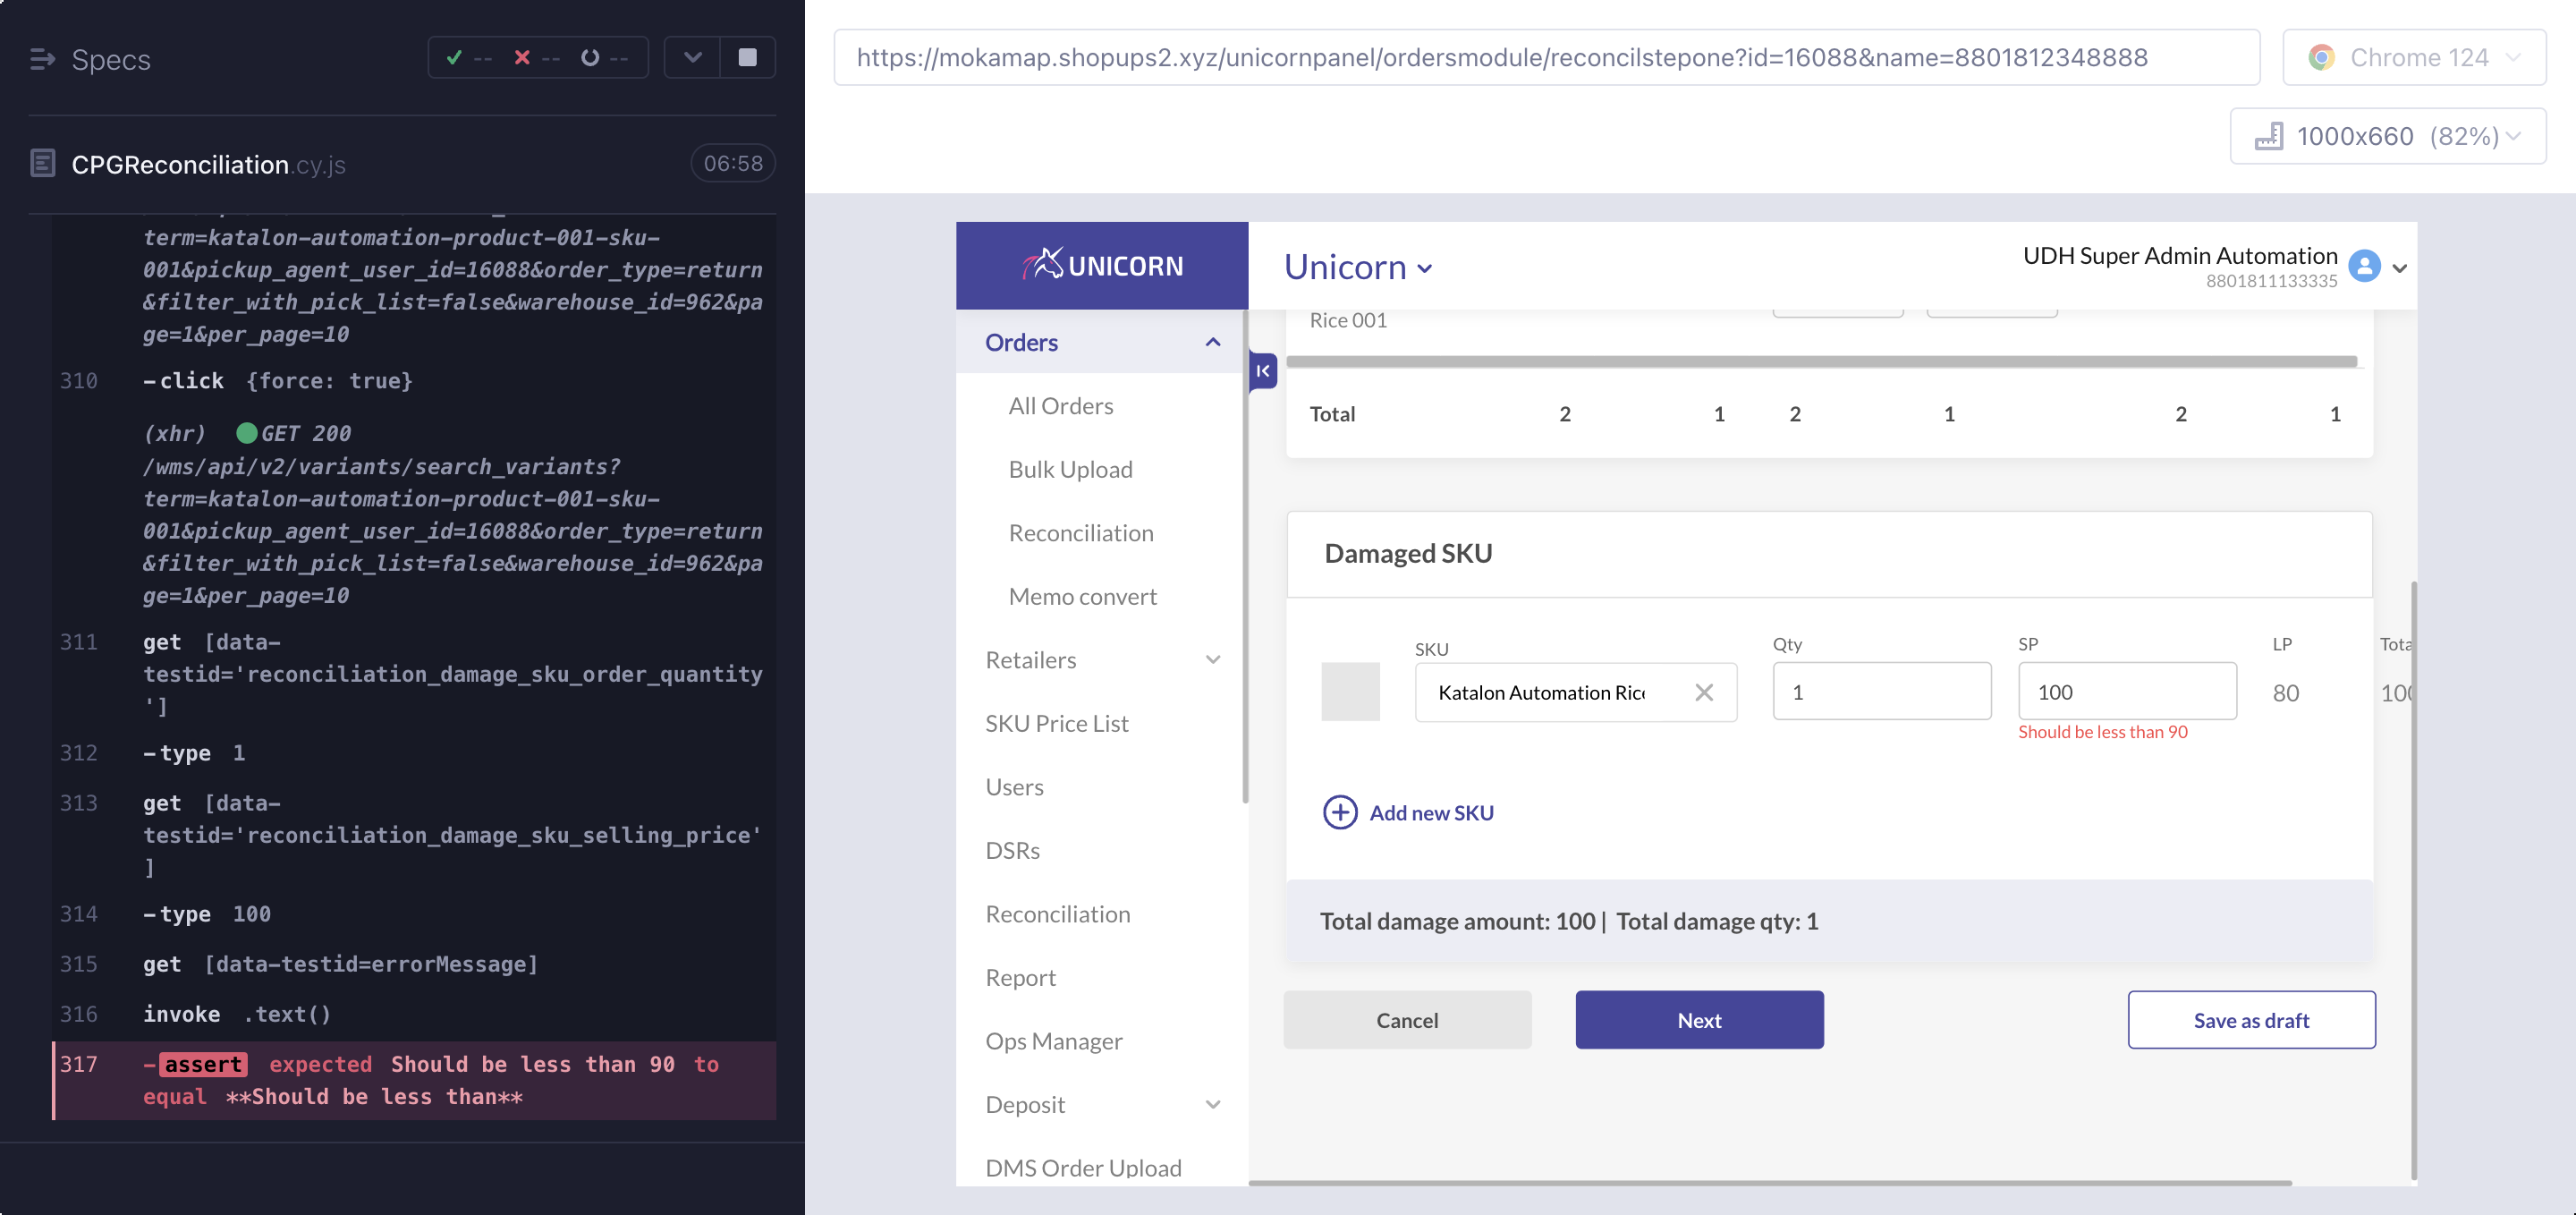 Specs
-- -- --
CPGReconciliation.cy.js
06:58
term=katalon-automation-product-001-sku-
001&pickup_agent_user_id=16088&order_type=return
&filter_with_pick_list=false&warehouse_id=962&pa
ge=1&per_page=10
310 -click {force: true}
(xhr) GET 200
/wms/api/v2/variants/search_variants?
term=katalon-automation-product-001-sku-
001&pickup_agent_user_id=16088&order_type=return
&filter_with_pick_list=false&warehouse_id=962&pa
ge=1&per_page=10
311 get [data-
testid='reconciliation_damage_sku_order_quantity
']
312 -type 1
313 get [data-
testid='reconciliation_damage_sku_selling_price'
]
314 -type 100
315 get [data-testid=errorMessage]
316 invoke .text()
317 -assert expected Should be less than 90 to
equal **Should be less than**
https://mokamap.shopups2.xyz/unicornpanel/ordersmodule/reconcilstepone?id=16088&name=8801812348888
Chrome 124
1000x660 (82%)
UNICORN
Unicorn
UDH Super Admin Automation
8801811133335
Orders
All Orders
Bulk Upload
Reconciliation
Memo convert
Retailers
SKU Price List
Users
DSRs
Reconciliation
Report
Ops Manager
Deposit
DMS Order Upload
Rice 001
Total 2 1 2 1 2 1
Damaged SKU
SKU Qty SP LP Tota
Katalon Automation Ric 1 100 80 100
Should be less than 90
Add new SKU
Total damage amount: 100 | Total damage qty: 1
Cancel Next Save as draft